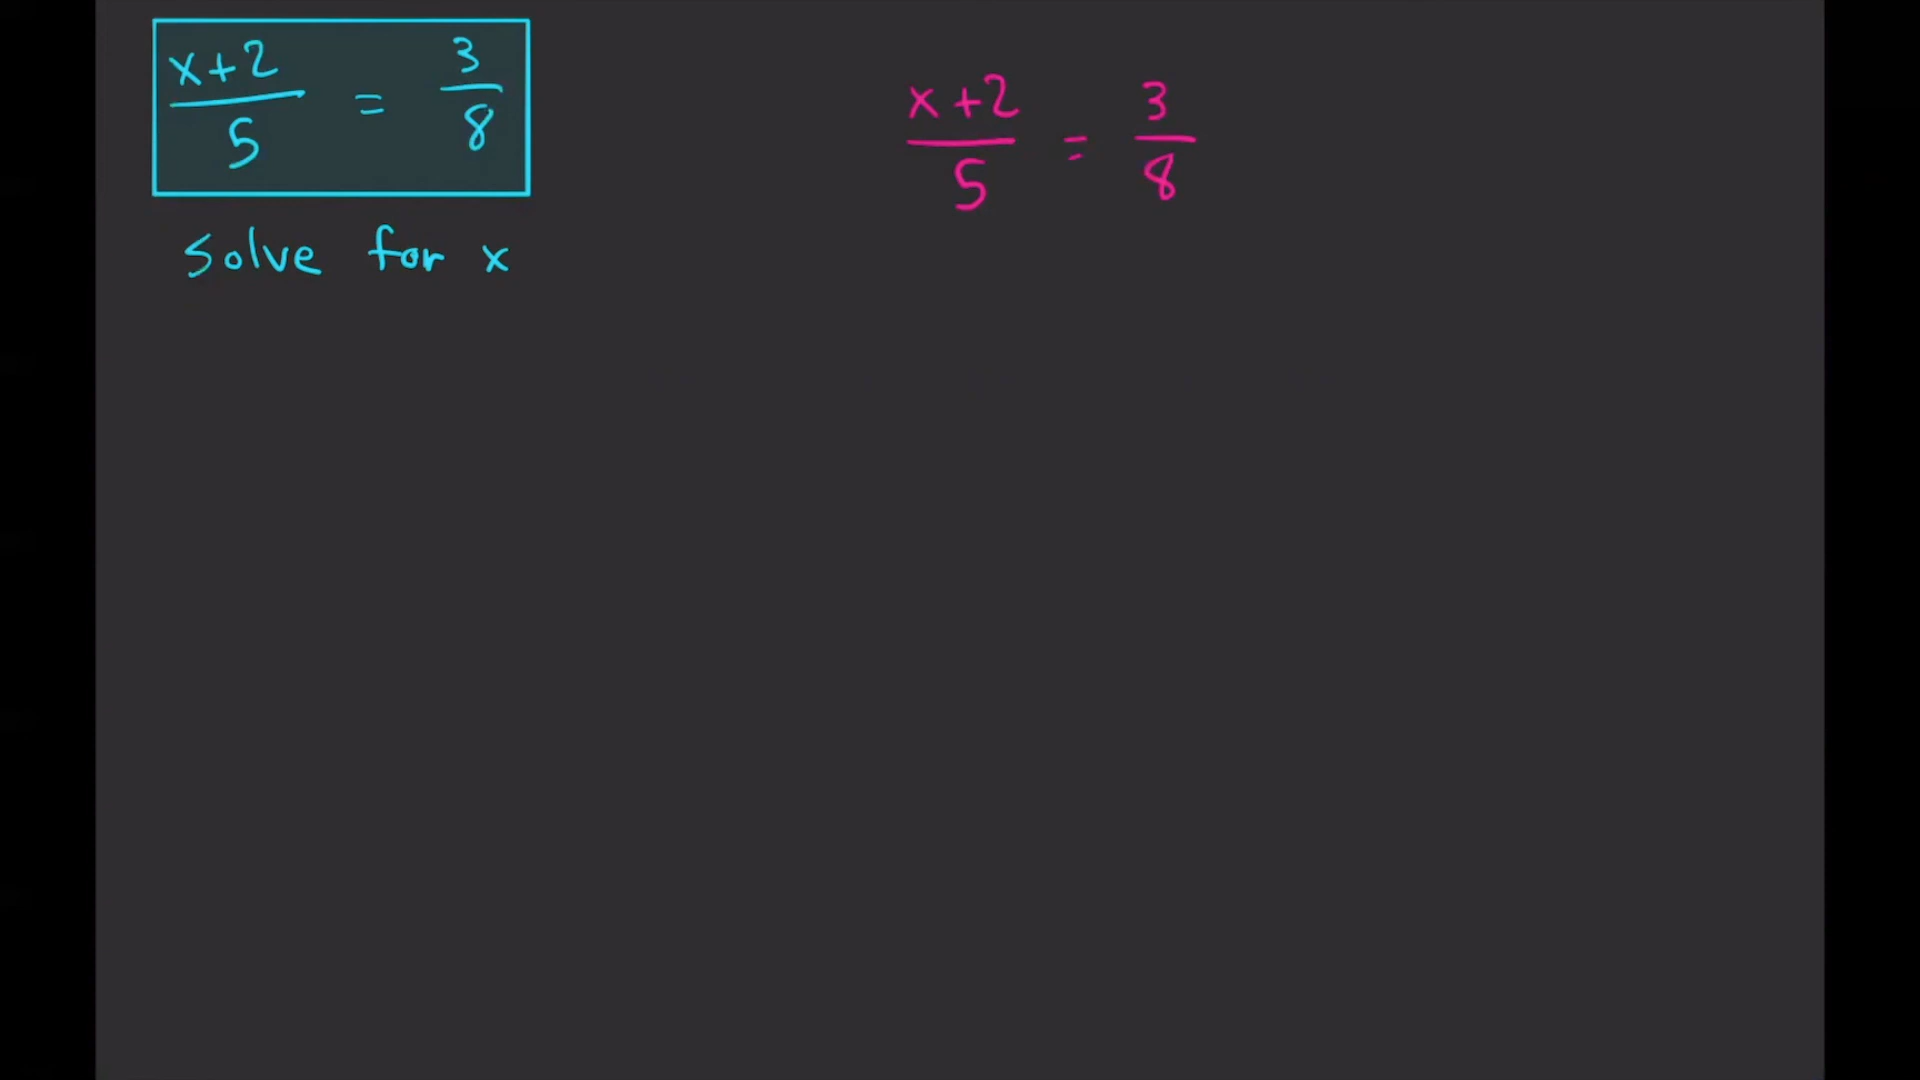 x+2/5 = 3/8
solve for x
x+2/5 = 3/8